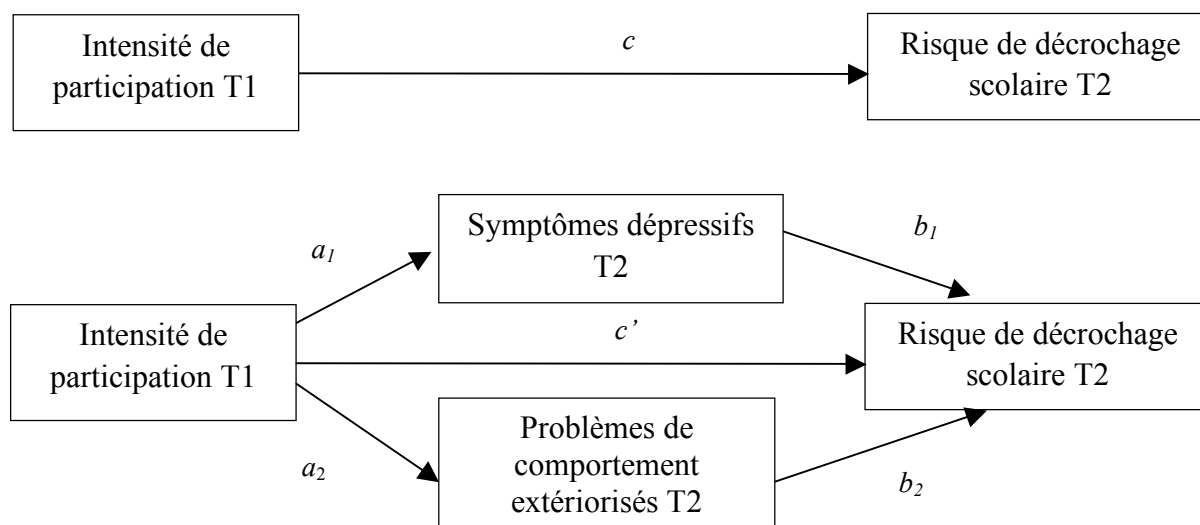 Intensité de
participation T1
c
Risque de décrochage
scolaire T2
Symptômes dépressifs
T2
a1
b1
Intensité de
participation T1
c’
Risque de décrochage
scolaire T2
Problèmes de
comportement
extériorisés T2
a2
b2